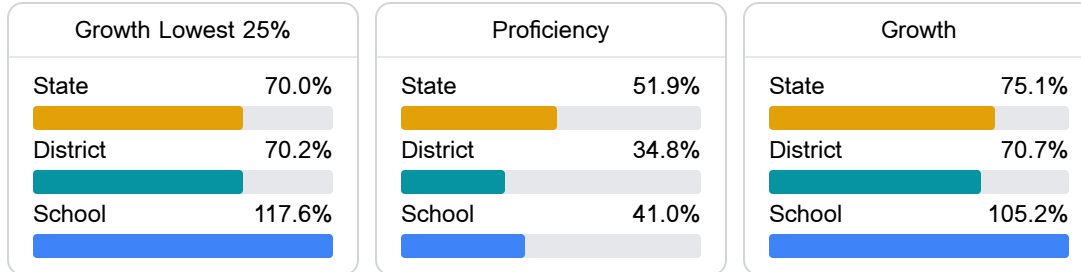 Growth Lowest 25%
State 70.0%
District 70.2%
School 117.6%
Proficiency
State 51.9%
District 34.8%
School 41.0%
Growth
State 75.1%
District 70.7%
School 105.2%